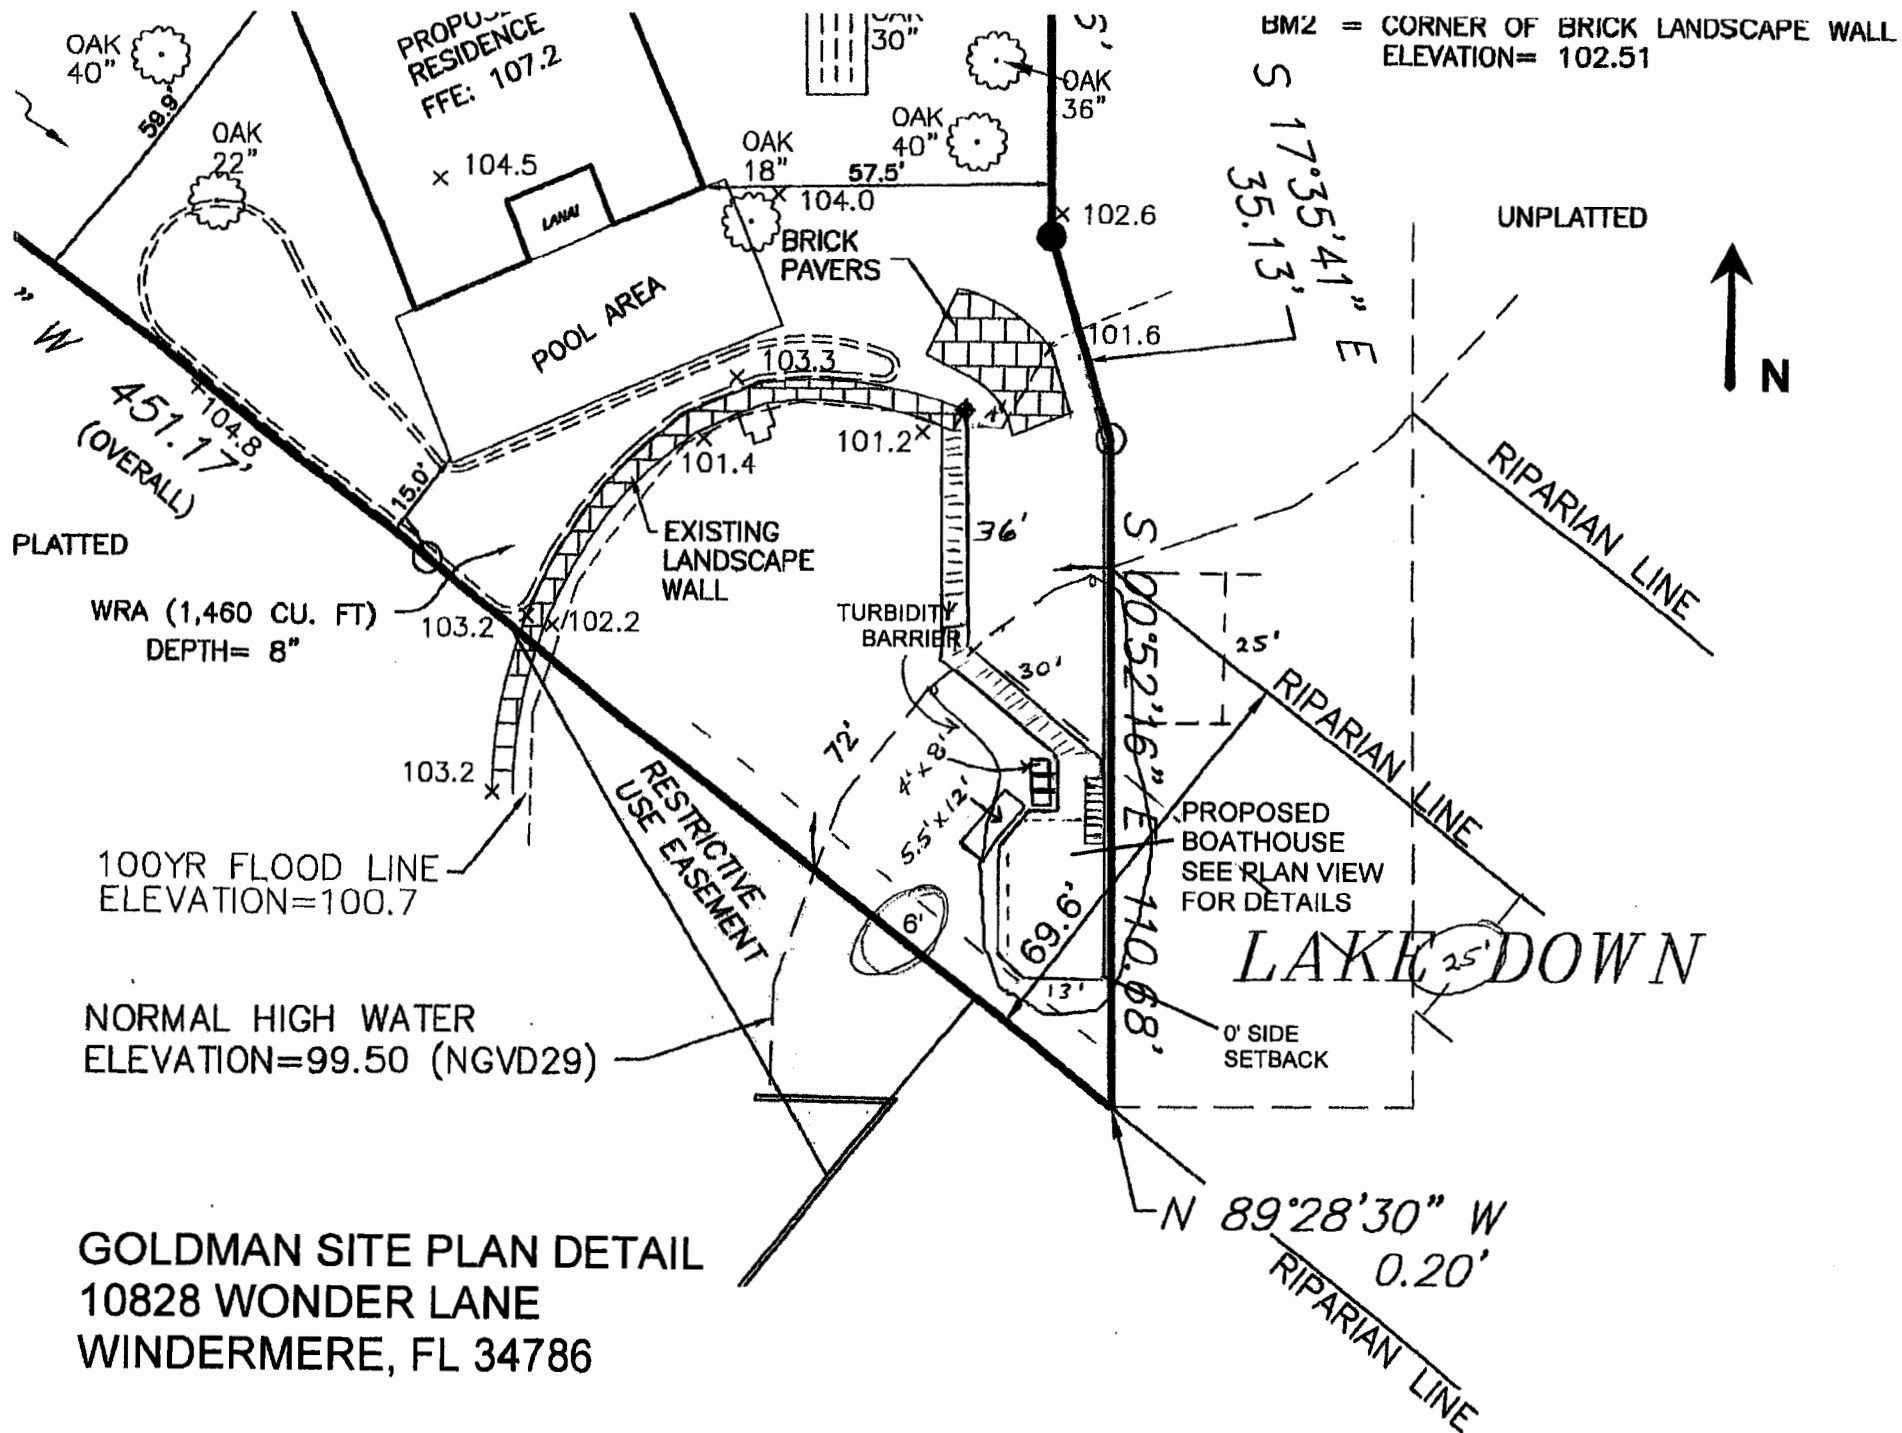 BM2 = CORNER OF BRICK LANDSCAPE WALL
ELEVATION= 102.51
OAK
40"
59.9'
OAK
22"
RESIDENCE
FFE: 107.2
× 104.5
LANAI
POOL AREA
OAK
18"
57.5'
× 104.0
30"
OAK
36"
OAK
40"
× 102.6
BRICK
PAVERS
S 17°35'41" E
35.13'
101.6
UNPLATTED
N
" W
451.17'
(OVERALL)
104.8
15.0'
103.3
101.4
101.2
PLATTED
EXISTING
LANDSCAPE
WALL
36'
RIPARIAN LINE
WRA (1,460 CU. FT)
DEPTH= 8"
103.2
102.2
TURBIDITY
BARRIER
30'
25'
S 00°52'16" E 110.68'
RIPARIAN LINE
103.2
72'
4' x 8'
5.5' x 12'
RESTRICTIVE
USE EASEMENT
PROPOSED
BOATHOUSE
SEE PLAN VIEW
FOR DETAILS
100YR FLOOD LINE
ELEVATION=100.7
6'
69.6'
13'
LAKE DOWN
25'
NORMAL HIGH WATER
ELEVATION=99.50 (NGVD29)
0' SIDE
SETBACK
N 89°28'30" W
0.20'
RIPARIAN LINE
GOLDMAN SITE PLAN DETAIL
10828 WONDER LANE
WINDERMERE, FL 34786